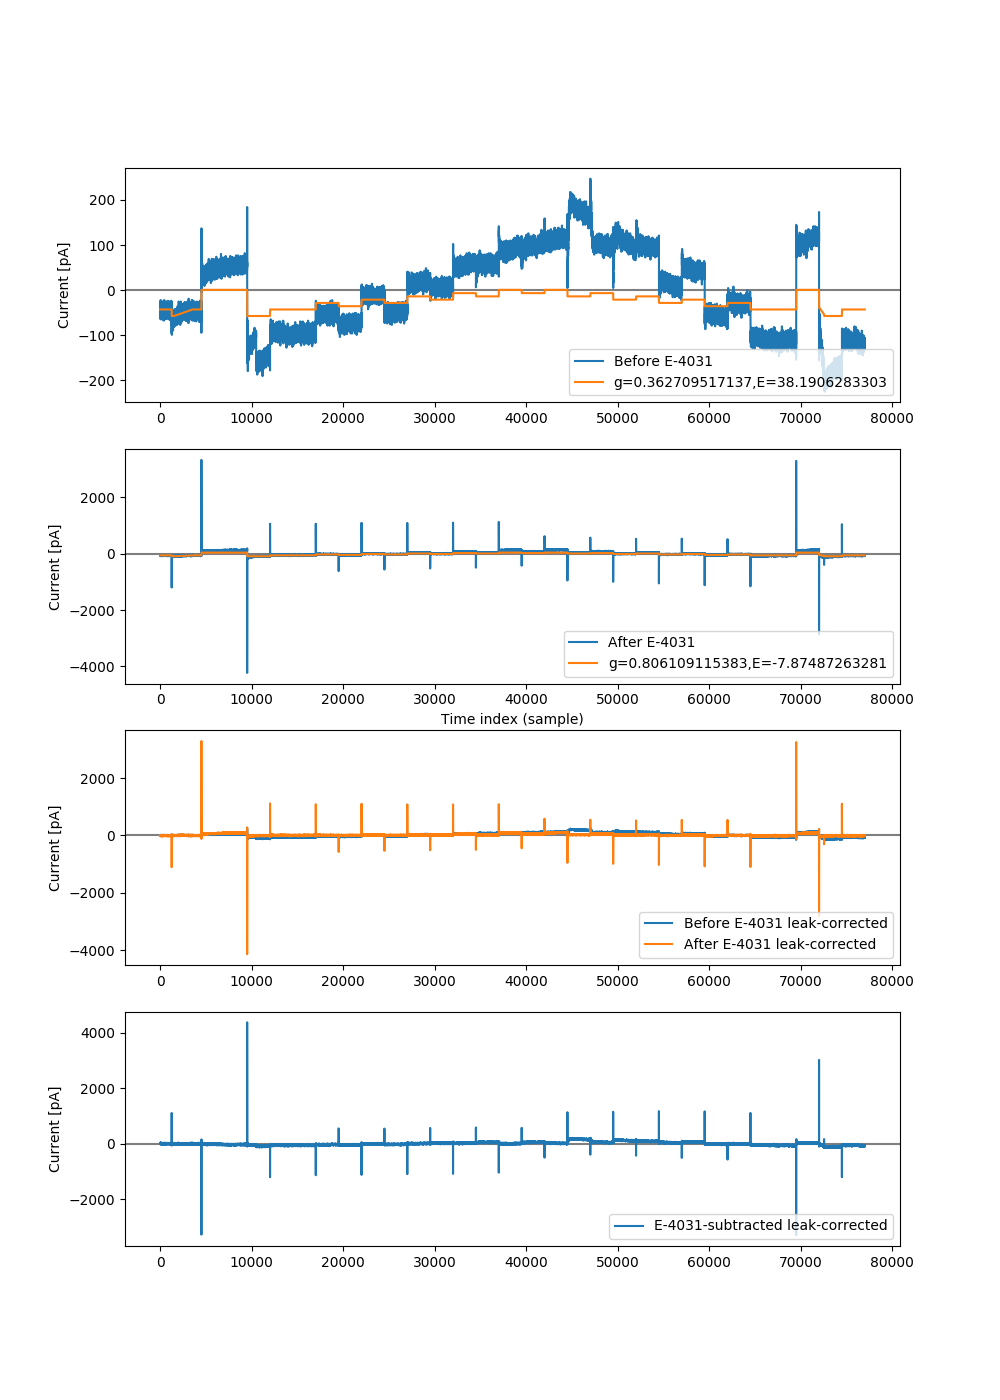 Current [pA]
200
100
0
−100
−200
Before E-4031
g=0.362709517137,E=38.1906283303
0 10000 20000 30000 40000 50000 60000 70000 80000
Current [pA]
2000
0
−2000
−4000
After E-4031
g=0.806109115383,E=-7.87487263281
0 10000 20000 30000 40000 50000 60000 70000 80000
Time index (sample)
Current [pA]
2000
0
−2000
−4000
Before E-4031 leak-corrected
After E-4031 leak-corrected
0 10000 20000 30000 40000 50000 60000 70000 80000
Current [pA]
4000
2000
0
−2000
E-4031-subtracted leak-corrected
0 10000 20000 30000 40000 50000 60000 70000 80000